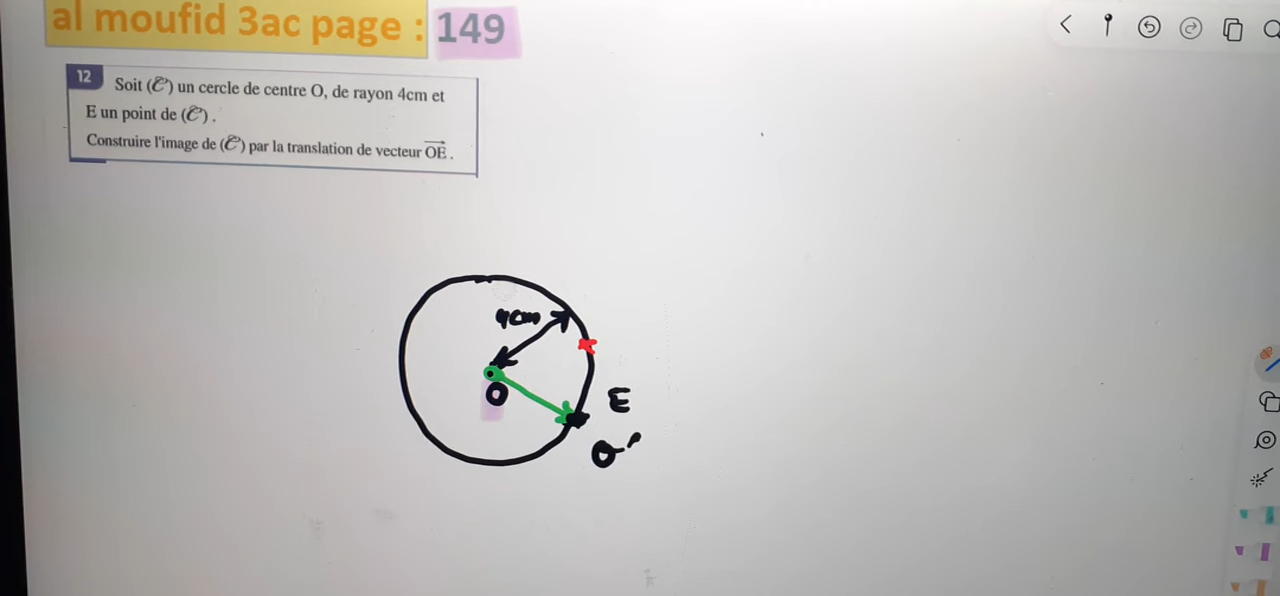 al moufid 3ac page : 149
12 Soit (C) un cercle de centre O, de rayon 4cm et
E un point de (C).
Construire l'image de (C) par la translation de vecteur OE.
4cm
O
E
O'